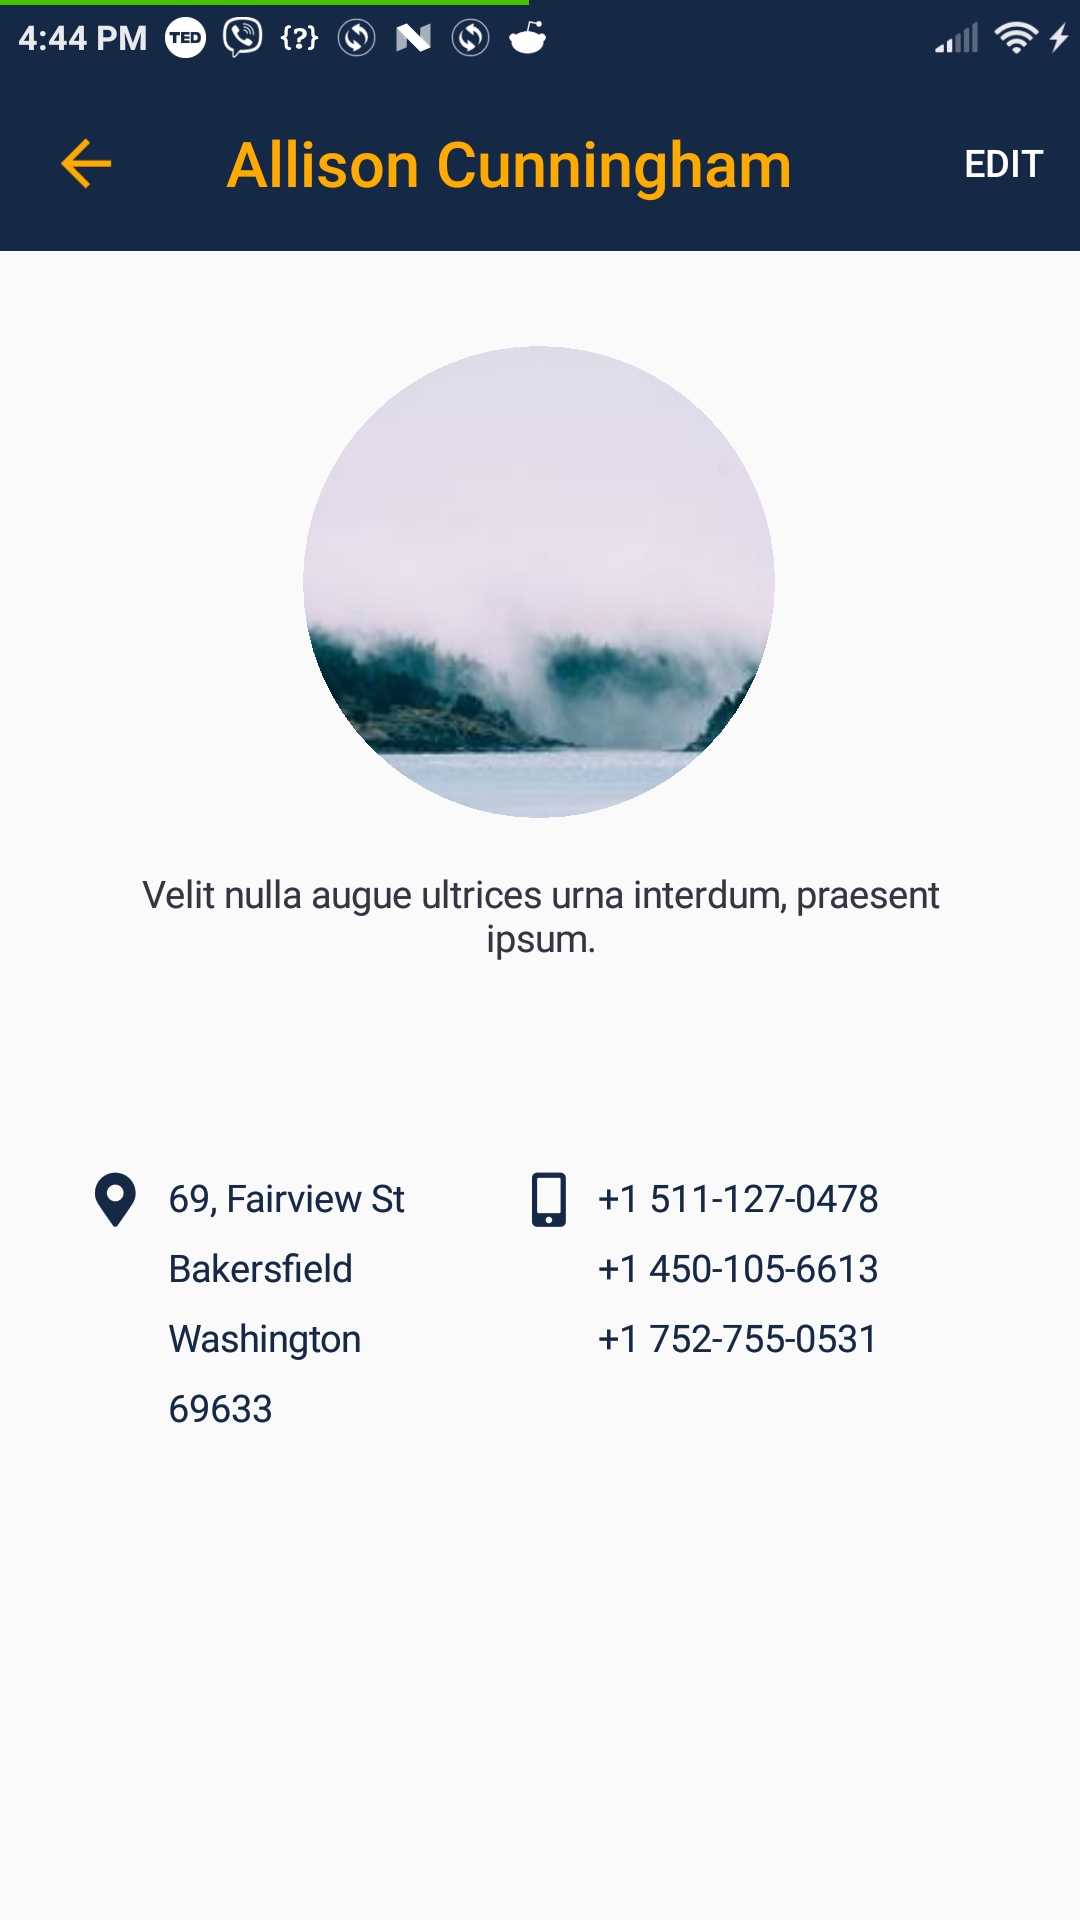 4:44 PM TED {?}
Allison Cunningham
EDIT
Velit nulla augue ultrices urna interdum, praesent
ipsum.
69, Fairview St
Bakersfield
Washington
69633
+1 511-127-0478
+1 450-105-6613
+1 752-755-0531